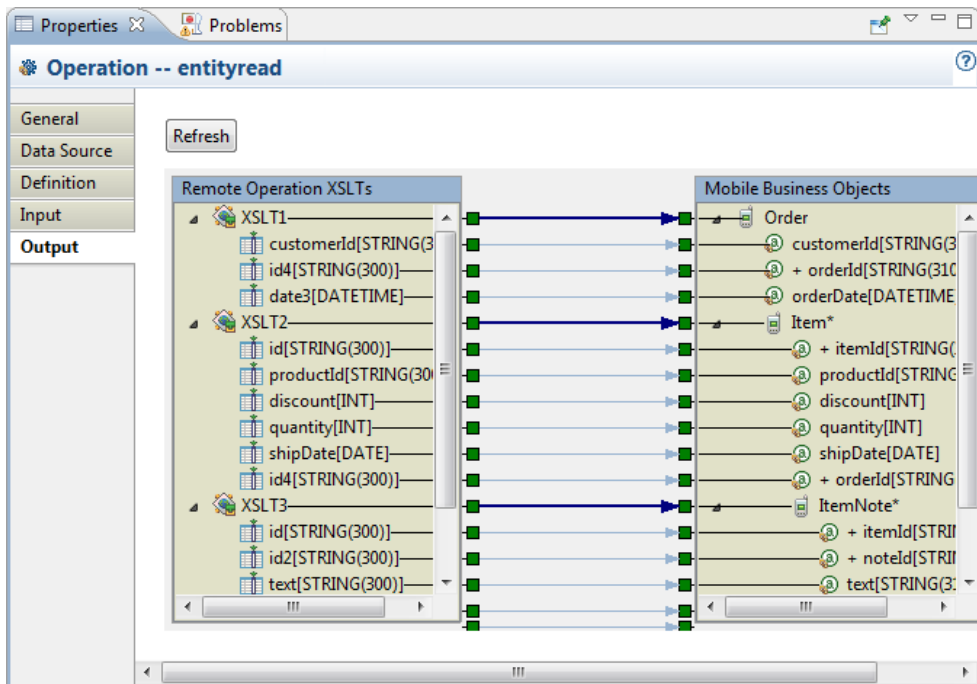 Properties
Problems
Operation -- entityread
General
Data Source
Definition
Input
Output
Refresh
Remote Operation XSLTs
XSLT1
customerId[STRING(3
id4[STRING(300)]
date3[DATETIME]
XSLT2
id[STRING(300)]
productId[STRING(300
discount[INT]
quantity[INT]
shipDate[DATE]
id4[STRING(300)]
XSLT3
id[STRING(300)]
id2[STRING(300)]
text[STRING(300)]
Mobile Business Objects
Order
customerId[STRING(3
+ orderId[STRING(310
orderDate[DATETIME
Item*
+ itemId[STRING(
productId[STRING
discount[INT]
quantity[INT]
shipDate[DATE]
+ orderId[STRING
ItemNote*
+ itemId[STRI
+ noteId[STRI
text[STRING(3